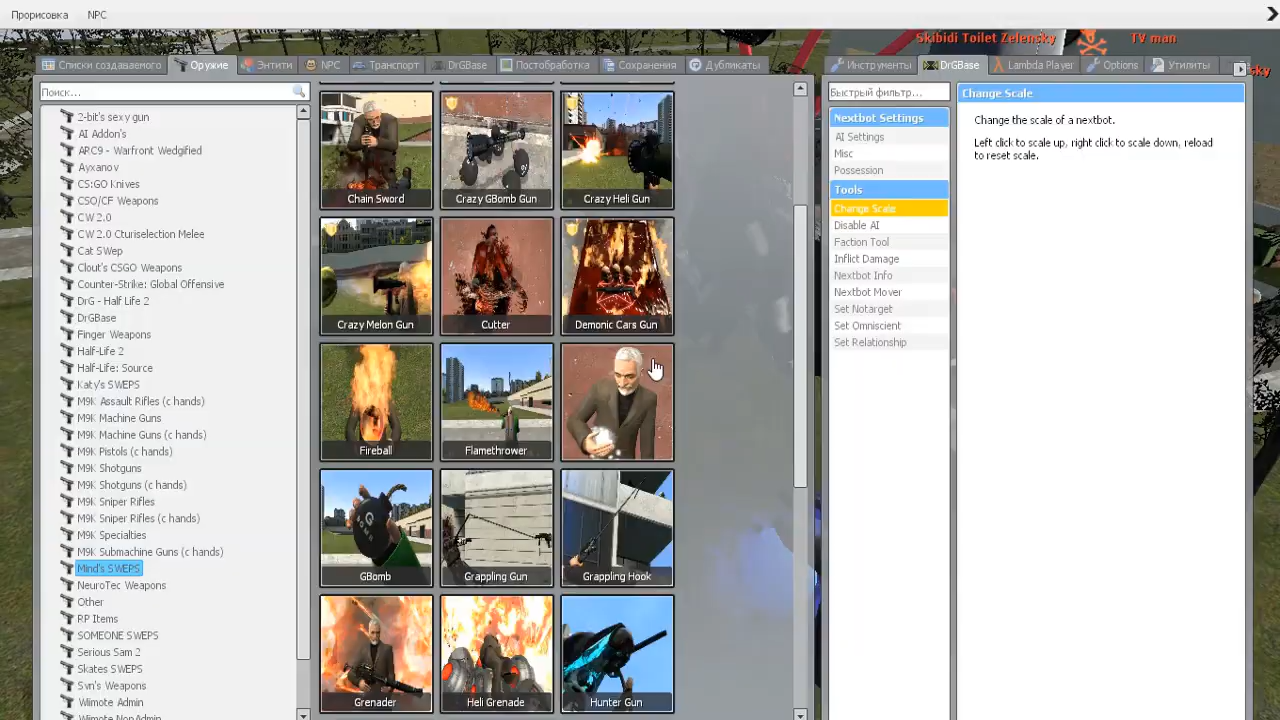 Прорисовка NPC
Skibidi Toilet Zelensky TV man
Списки создаваемого Оружие Энтити NPC Транспорт DrGBase Постобработка Сохранения Дубликаты
Инструменты DrGBase Lambda Player Options Утилиты
sky
Поиск...
2-bit's sexy gun
AI Addon's
ARC9 - Warfront Wedgified
Ayxanov
CS:GO Knives
CSO/CF Weapons
CW 2.0
CW 2.0 Cturiselection Melee
Cat SWep
Clout's CSGO Weapons
Counter-Strike: Global Offensive
DrG - Half Life 2
DrGBase
Finger Weapons
Half-Life 2
Half-Life: Source
Katy's SWEPS
M9K Assault Rifles (c hands)
M9K Machine Guns
M9K Machine Guns (c hands)
M9K Pistols (c hands)
M9K Shotguns
M9K Shotguns (c hands)
M9K Sniper Rifles
M9K Sniper Rifles (c hands)
M9K Specialties
M9K Submachine Guns (c hands)
Mind's SWEPS
NeuroTec Weapons
Other
RP Items
SOMEONE SWEPS
Serious Sam 2
Skates SWEPS
Svn's Weapons
Wimote Admin
Wimote NonAdmin
Chain Sword Crazy GBomb Gun Crazy Heli Gun
Crazy Melon Gun Cutter Demonic Cars Gun
Fireball Flamethrower
GBomb Grappling Gun Grappling Hook
Grenader Heli Grenade Hunter Gun
Быстрый фильтр...
Nextbot Settings
AI Settings
Misc
Possession
Tools
Change Scale
Disable AI
Faction Tool
Inflict Damage
Nextbot Info
Nextbot Mover
Set Notarget
Set Omniscient
Set Relationship
Change Scale
Change the scale of a nextbot.
Left click to scale up, right click to scale down, reload
to reset scale.